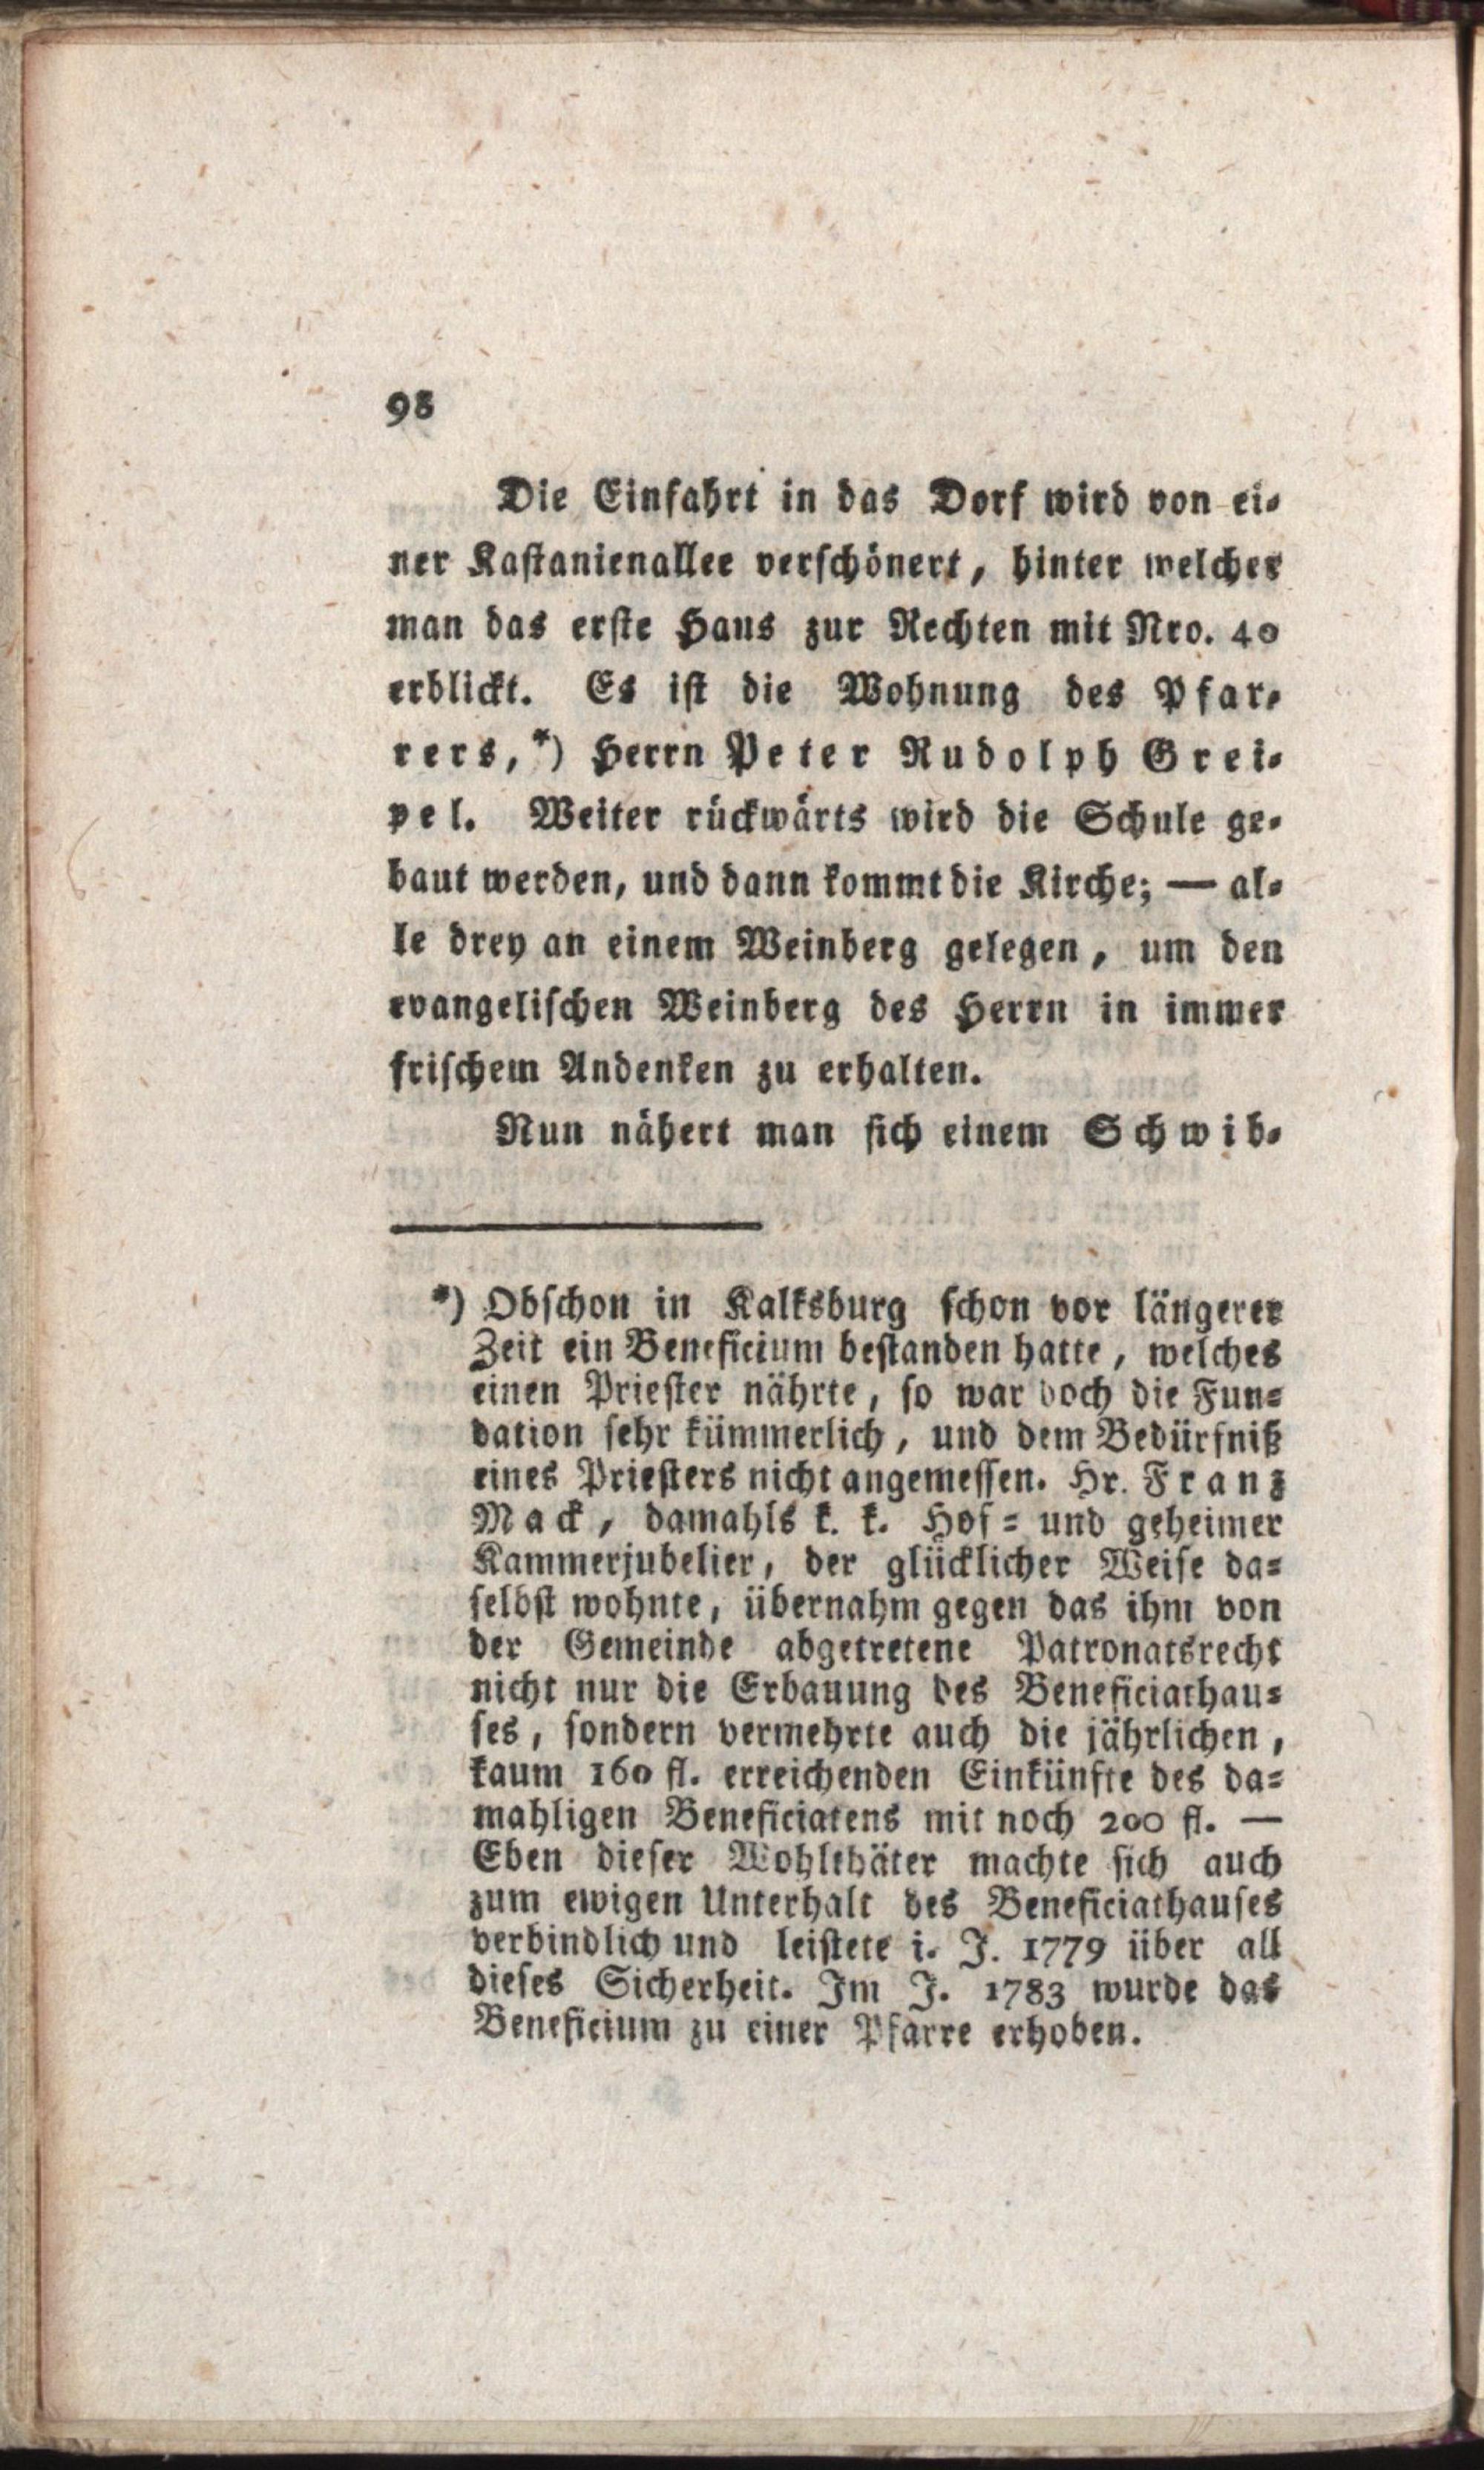 98
Die Einfahrt in das Dorf wird von ei-
ner Kastanienallee verschönert, hinter welcher
man das erste Haus zur Rechten mit Nro. 40
erblickt. Es ist die Wohnung des Pfar-
rers,*) Herrn Peter Rudolph Grei-
pel. Weiter rückwärts wird die Schule ge-
baut werden, und dann kommt die Kirche; — al-
le drey an einem Weinberg gelegen, um den
evangelischen Weinberg des Herrn in immer
frischem Andenken zu erhalten.
Nun nähert man sich einem Schwib-
*) Obschon in Kalksburg schon vor längerer
Zeit ein Beneficium bestanden hatte, welches
einen Priester nährte, so war doch die Fun-
dation sehr kümmerlich, und dem Bedürfniß
eines Priesters nicht angemessen. Hr. Franz
Mack, damahls k. k. Hof- und geheimer
Kammerjubelier, der glücklicher Weise da-
selbst wohnte, übernahm gegen das ihm von
der Gemeinde abgetretene Patronatsrecht
nicht nur die Erbauung des Beneficiathau-
ses, sondern vermehrte auch die jährlichen,
kaum 160 fl. erreichenden Einkünfte des da-
mahligen Beneficiatens mit noch 200 fl. —
Eben dieser Wohlthäter machte sich auch
zum ewigen Unterhalt des Beneficiathauses
verbindlich und leistete i. J. 1779 über all
dieses Sicherheit. Im J. 1783 wurde das
Beneficium zu einer Pfarre erhoben.